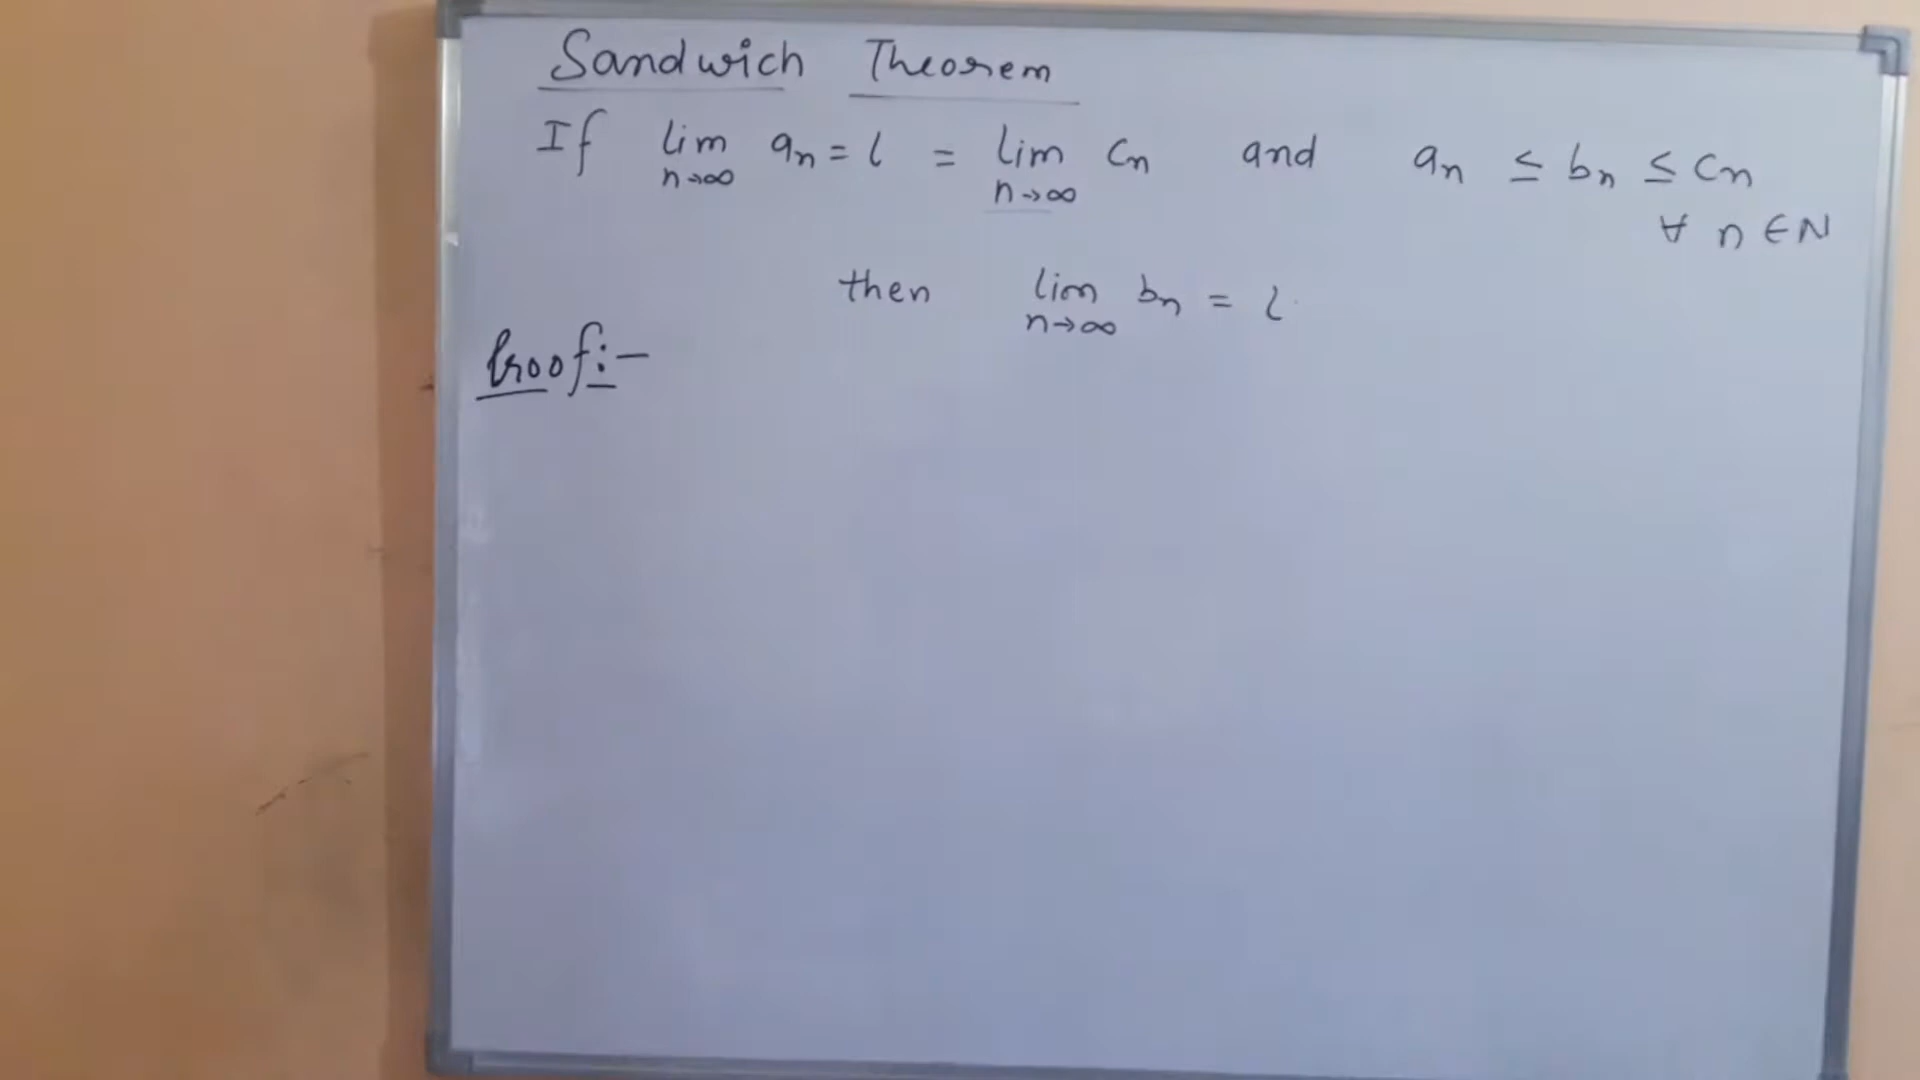 Sandwich Theorem
If lim n→∞ an = l = lim n→∞ cn and an ≤ bn ≤ cn
∀ n ∈ N
then lim n→∞ bn = l.
Proof:-